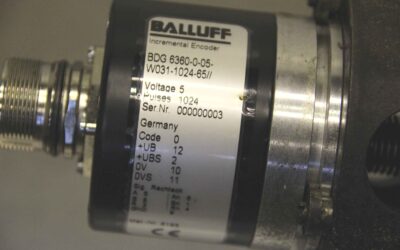 BALLUFF
Incremental Encoder
BDG 6360-0-05-
W031-1024-65//
Voltage 5
Pulses 1024
Ser.Nr. 000000003
Germany
Code 0
+UB 12
+UBS 2
0V 10
0VS 11
CE